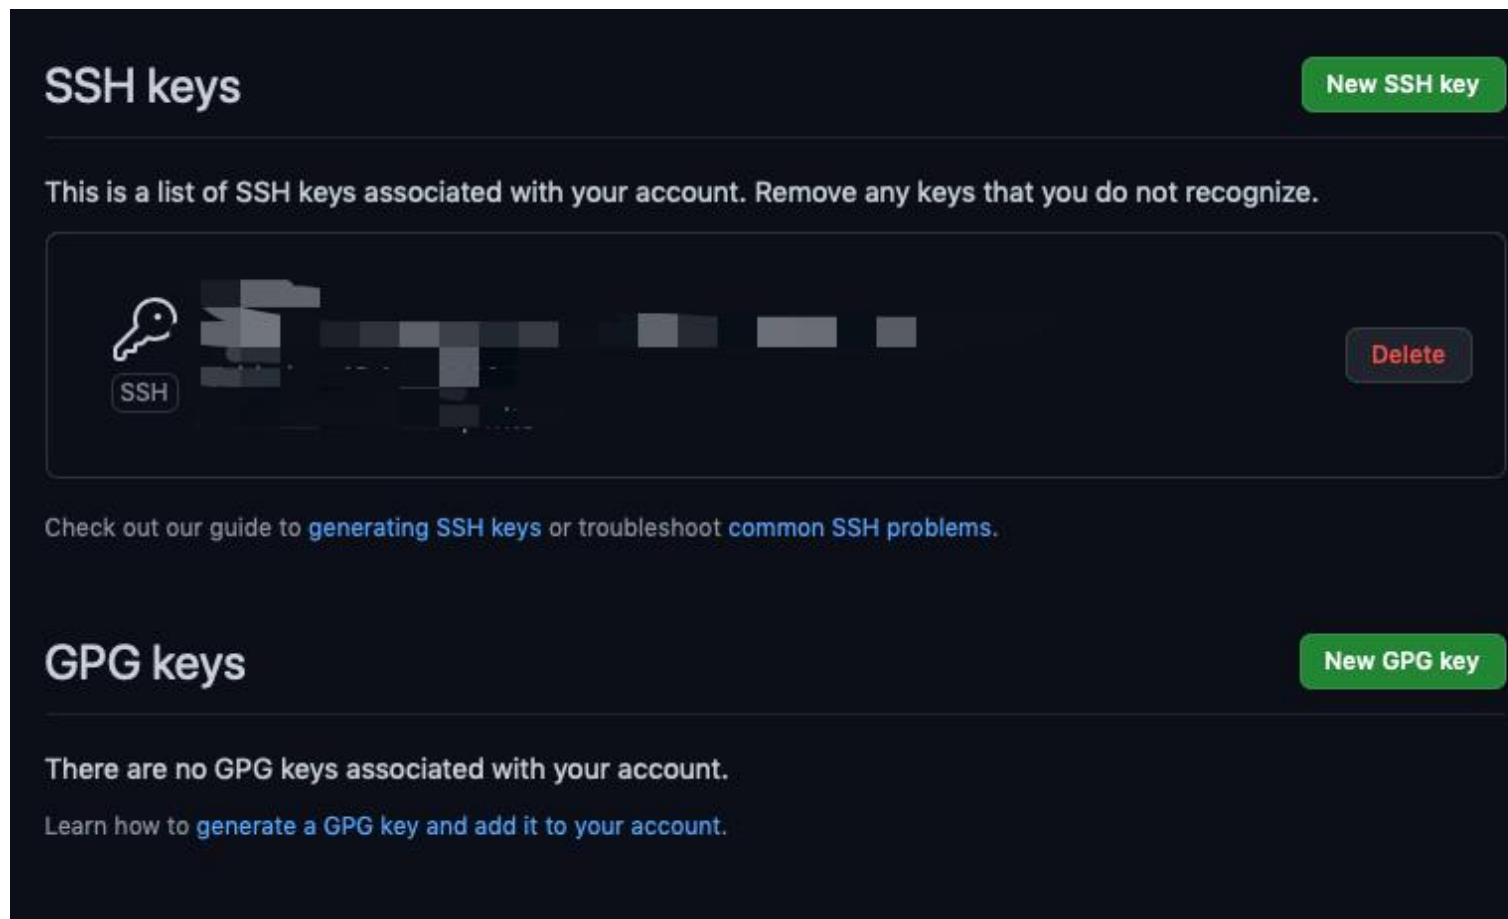 SSH keys
New SSH key
This is a list of SSH keys associated with your account. Remove any keys that you do not recognize.
SSH
Delete
Check out our guide to generating SSH keys or troubleshoot common SSH problems.
GPG keys
New GPG key
There are no GPG keys associated with your account.
Learn how to generate a GPG key and add it to your account.